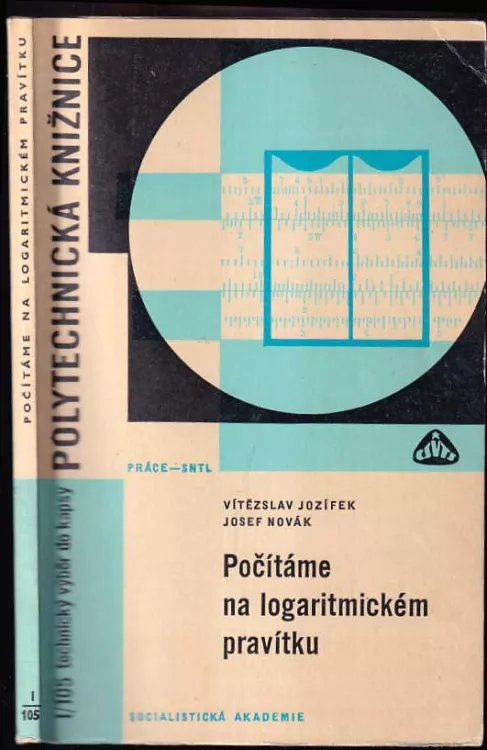 POČÍTÁME NA LOGARITMICKÉM PRAVÍTKU
I
105
I/105 technický výběr do kapsy POLYTECHNICKÁ KNIŽNICE
ČSVTS
PRÁCE—SNTL
VÍTĚZSLAV JOZÍFEK
JOSEF NOVÁK
Počítáme
na logaritmickém
pravítku
SOCIALISTICKÁ AKADEMIE